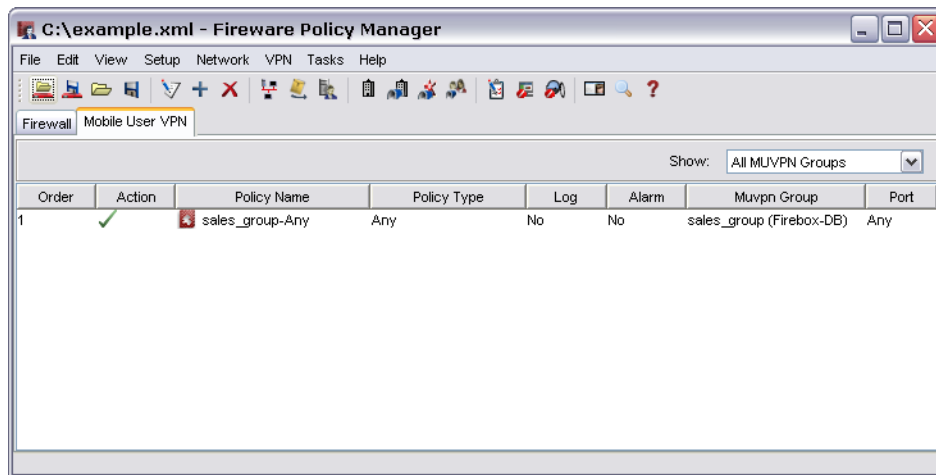 C:\example.xml - Fireware Policy Manager
File Edit View Setup Network VPN Tasks Help
Firewall Mobile User VPN
Show: All MUVPN Groups
Order Action Policy Name Policy Type Log Alarm Muvpn Group Port
1 sales_group-Any Any No No sales_group (Firebox-DB) Any